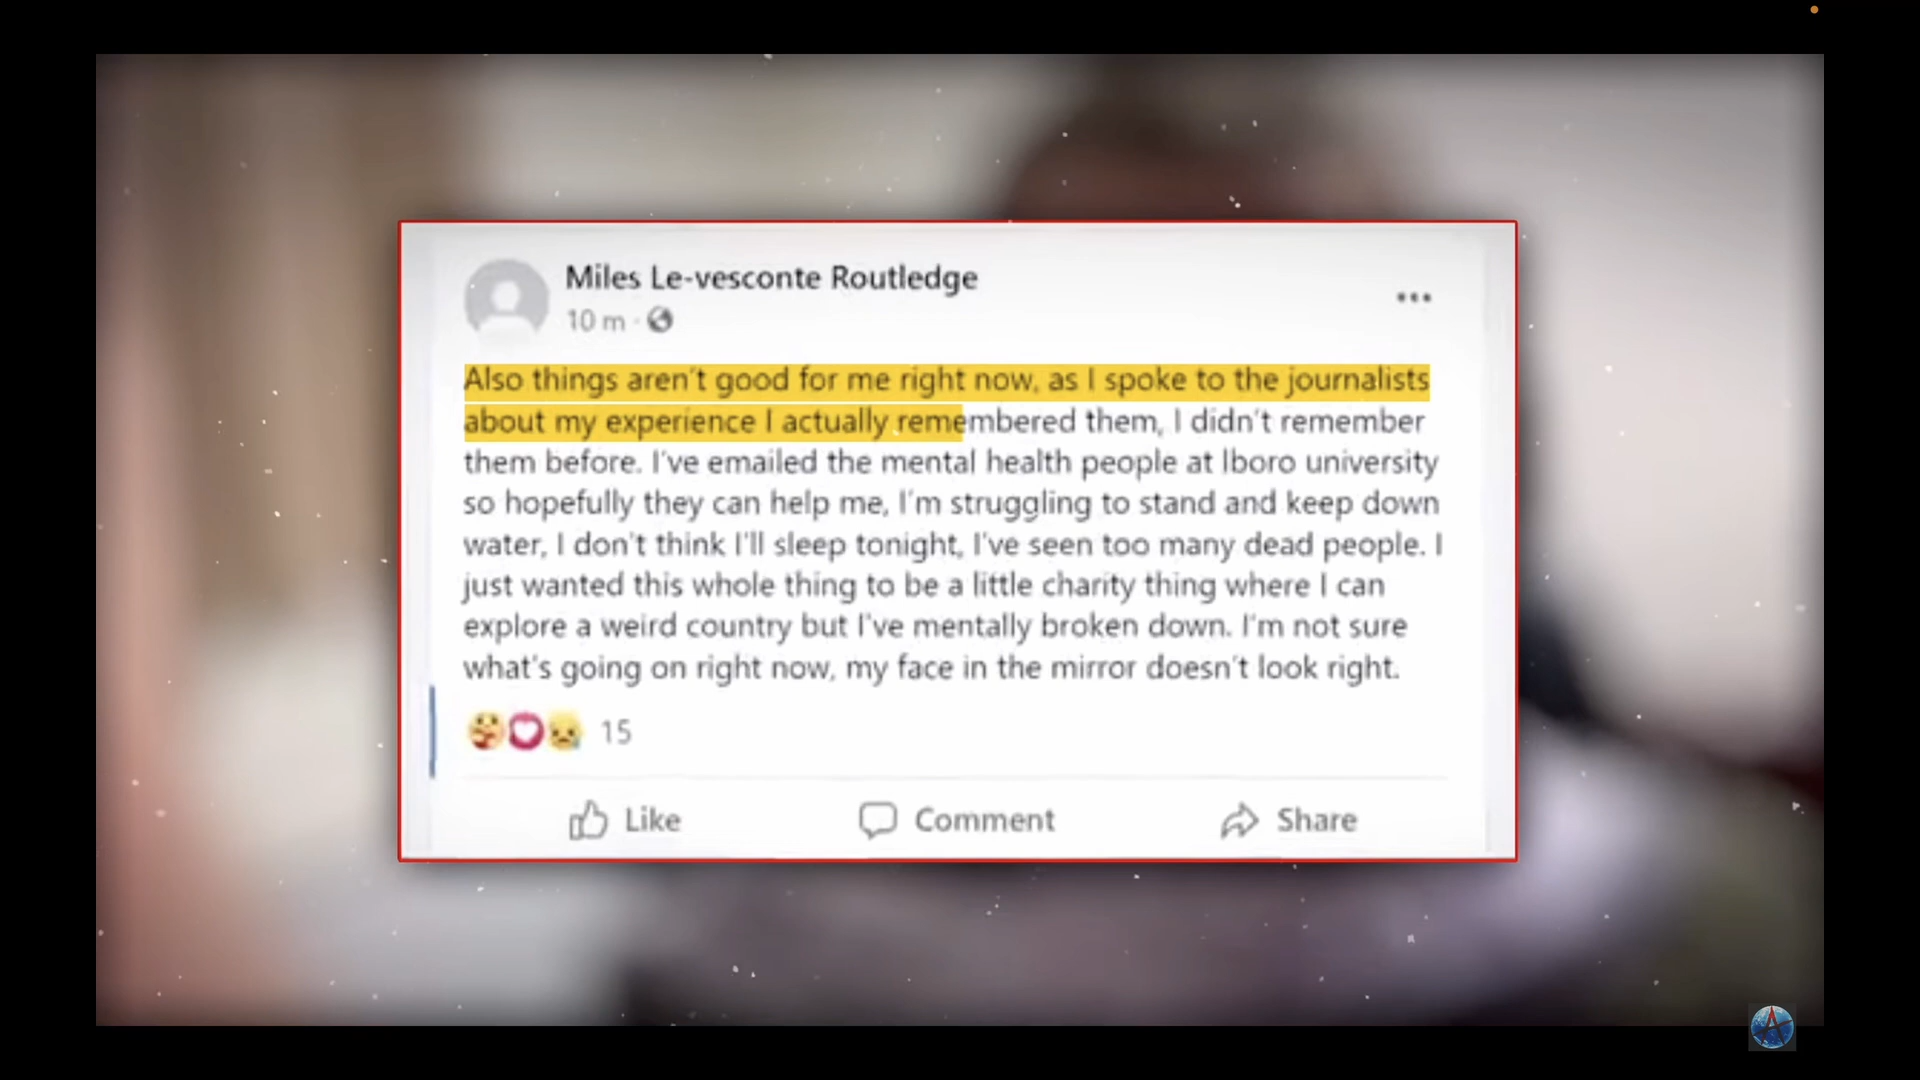 Miles Le-vesconte Routledge
10 m ·
Also things aren't good for me right now, as I spoke to the journalists
about my experience I actually remembered them, I didn't remember
them before. I've emailed the mental health people at lboro university
so hopefully they can help me, I'm struggling to stand and keep down
water, I don't think I'll sleep tonight, I've seen too many dead people. I
just wanted this whole thing to be a little charity thing where I can
explore a weird country but I've mentally broken down. I'm not sure
what's going on right now, my face in the mirror doesn't look right.
15
Like Comment Share